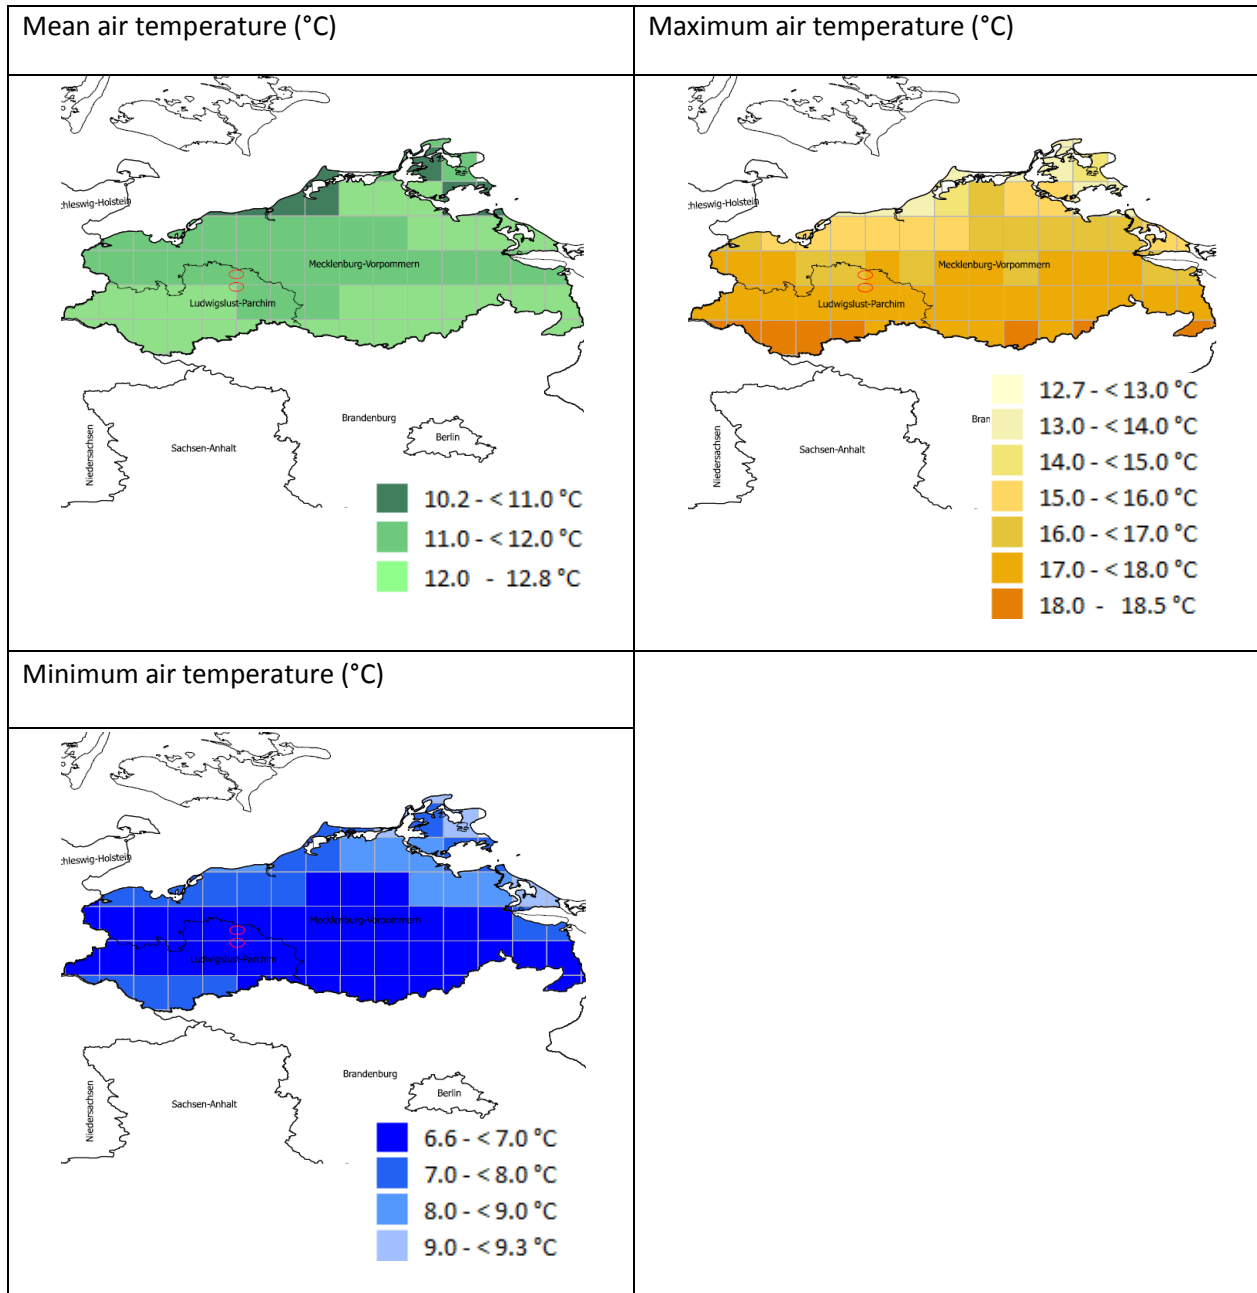 Mean air temperature (°C)
Maximum air temperature (°C)
chleswig-Holstein
Mecklenburg-Vorpommern
Ludwigslust-Parchim
Brandenburg
Berlin
Niedersachsen
Sachsen-Anhalt
10.2 - < 11.0 °C
11.0 - < 12.0 °C
12.0 - 12.8 °C
chleswig-Holstein
Mecklenburg-Vorpommern
Ludwigslust-Parchim
Bran
Niedersachsen
Sachsen-Anhalt
12.7 - < 13.0 °C
13.0 - < 14.0 °C
14.0 - < 15.0 °C
15.0 - < 16.0 °C
16.0 - < 17.0 °C
17.0 - < 18.0 °C
18.0 - 18.5 °C
Minimum air temperature (°C)
chleswig-Holstein
Mecklenburg-Vorpommern
Ludwigslust-Parchim
Brandenburg
Berlin
Niedersachsen
Sachsen-Anhalt
6.6 - < 7.0 °C
7.0 - < 8.0 °C
8.0 - < 9.0 °C
9.0 - < 9.3 °C